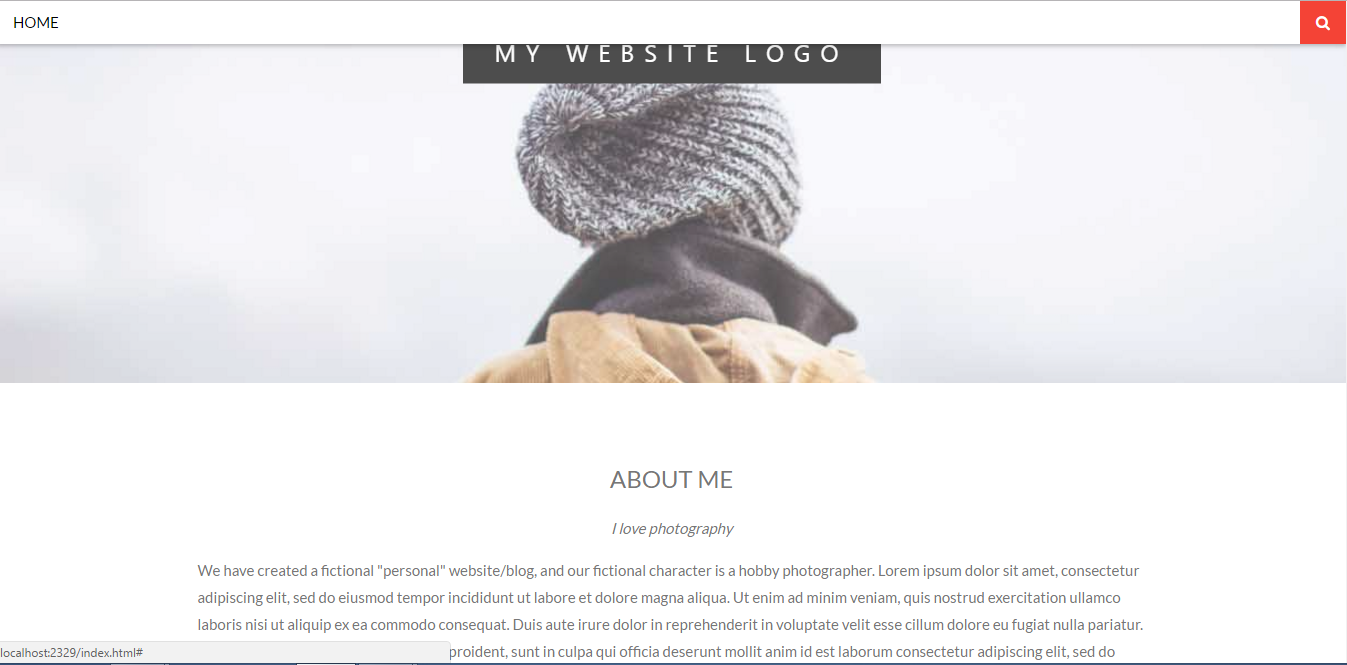 HOME
MY WEBSITE LOGO
ABOUT ME
I love photography
We have created a fictional "personal" website/blog, and our fictional character is a hobby photographer. Lorem ipsum dolor sit amet, consectetur
adipiscing elit, sed do eiusmod tempor incididunt ut labore et dolore magna aliqua. Ut enim ad minim veniam, quis nostrud exercitation ullamco
laboris nisi ut aliquip ex ea commodo consequat. Duis aute irure dolor in reprehenderit in voluptate velit esse cillum dolore eu fugiat nulla pariatur.
proident, sunt in culpa qui officia deserunt mollit anim id est laborum consectetur adipiscing elit, sed do
localhost:2329/index.html#